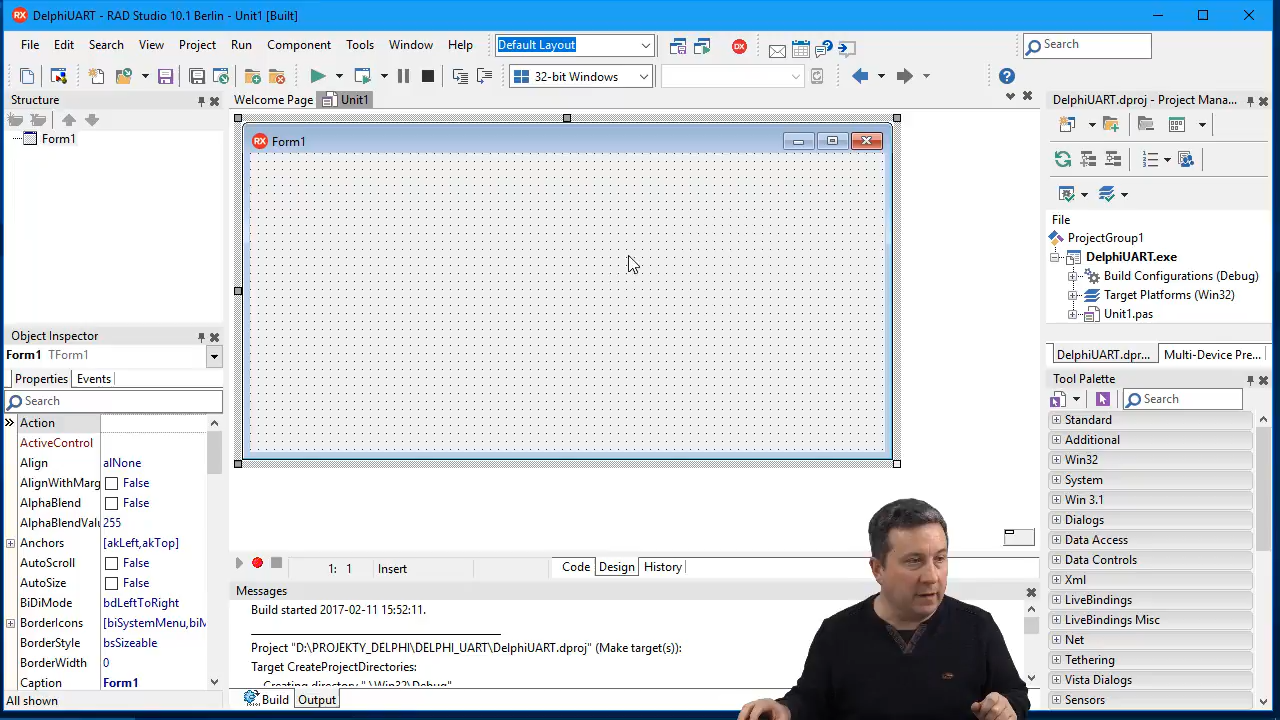 DelphiUART - RAD Studio 10.1 Berlin - Unit1 [Built]
File Edit Search View Project Run Component Tools Window Help Default Layout Search
32-bit Windows
Structure
Form1
Welcome Page Unit1
Form1
Object Inspector
Form1 TForm1
Properties Events
Search
Action
ActiveControl
Align alNone
AlignWithMarg False
AlphaBlend False
AlphaBlendValu 255
Anchors [akLeft,akTop]
AutoScroll False
AutoSize False
BiDiMode bdLeftToRight
BorderIcons [biSystemMenu,biM
BorderStyle bsSizeable
BorderWidth 0
Caption Form1
All shown
1: 1 Insert Code Design History
Messages
Build started 2017-02-11 15:52:11.
Project "D:\PROJEKTY_DELPHI\DELPHI_UART\DelphiUART.dproj" (Make target(s):
Target CreateProjectDirectories:
Creating directory ".\Win32\Debug".
Build Output
DelphiUART.dproj - Project Mana...
File
ProjectGroup1
DelphiUART.exe
Build Configurations (Debug)
Target Platforms (Win32)
Unit1.pas
DelphiUART.dpr... Multi-Device Pre...
Tool Palette
Search
Standard
Additional
Win32
System
Win 3.1
Dialogs
Data Access
Data Controls
Xml
LiveBindings
LiveBindings Misc
Net
Tethering
Vista Dialogs
Sensors